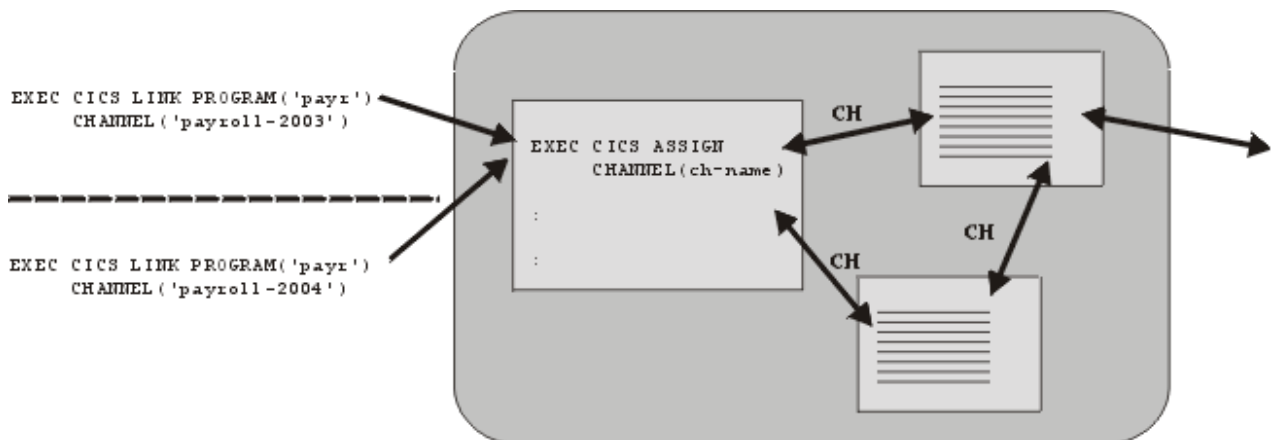 EXEC CICS LINK PROGRAM('payr')
CHANNEL('payroll-2003')
EXEC CICS LINK PROGRAM('payr')
CHANNEL('payroll-2004')
EXEC CICS ASSIGN
CHANNEL(ch-name)
:
:
CH
CH
CH